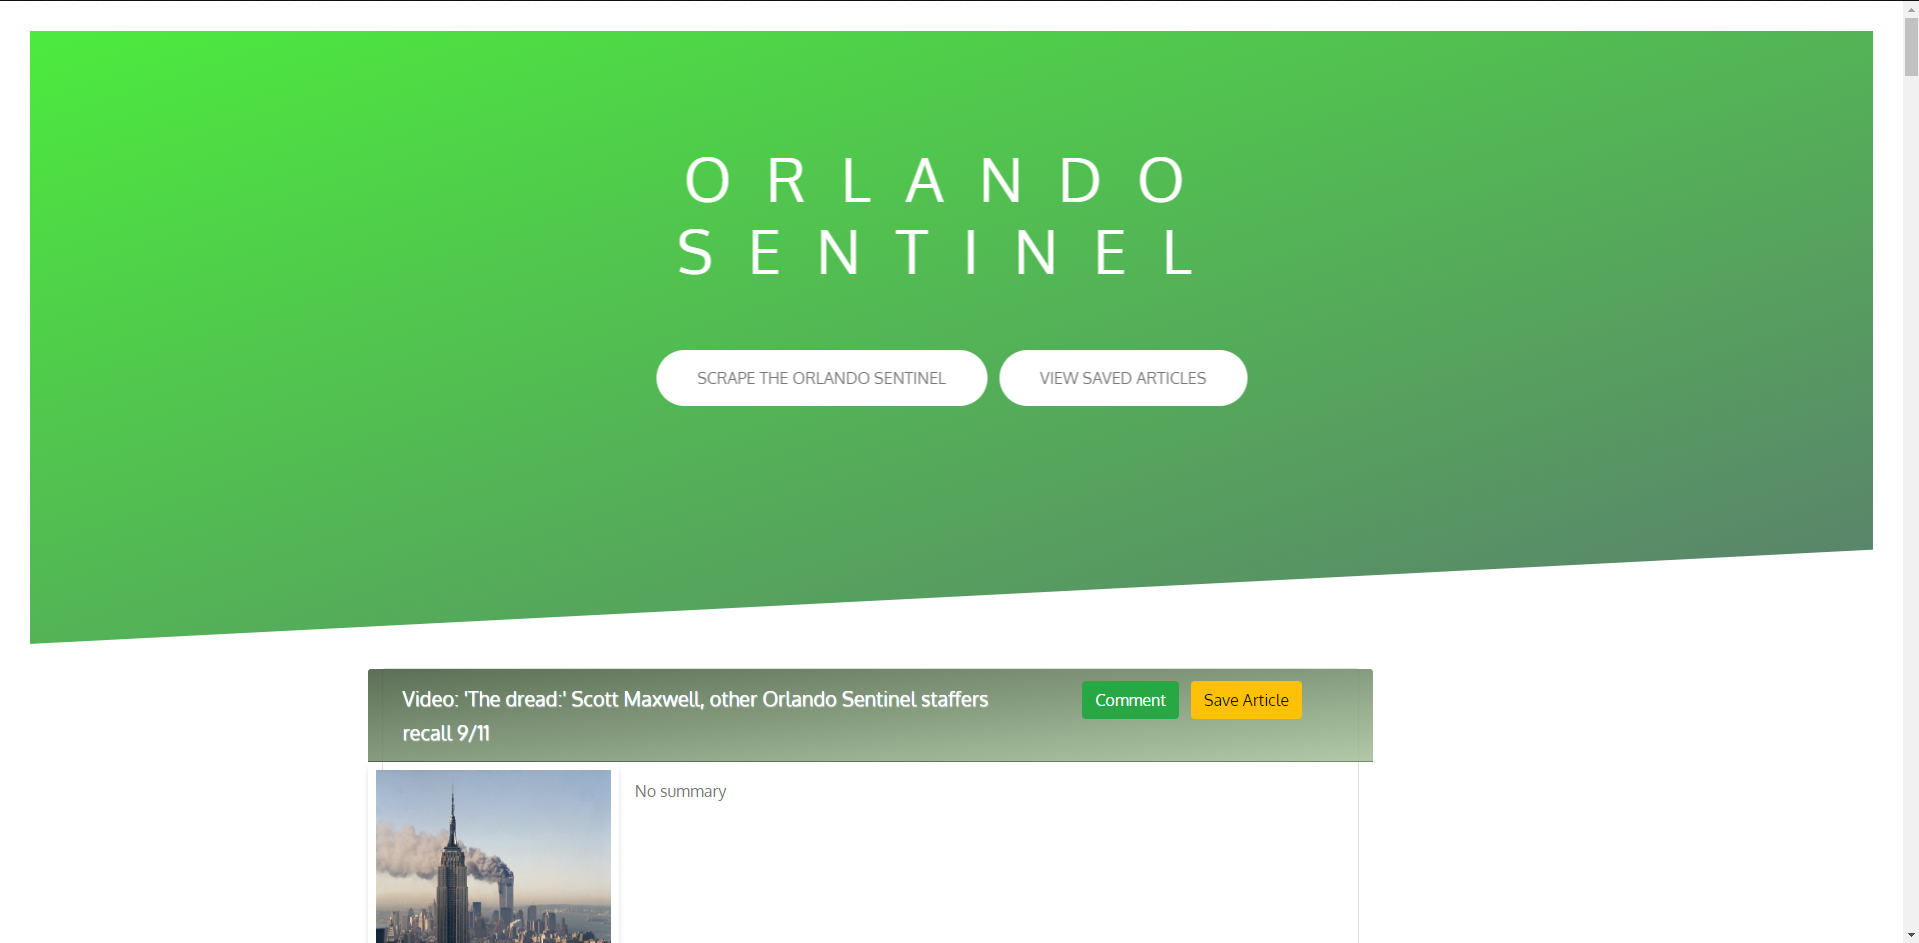 ORLANDO
SENTINEL
SCRAPE THE ORLANDO SENTINEL
VIEW SAVED ARTICLES
Video: 'The dread:' Scott Maxwell, other Orlando Sentinel staffers
recall 9/11
Comment
Save Article
No summary